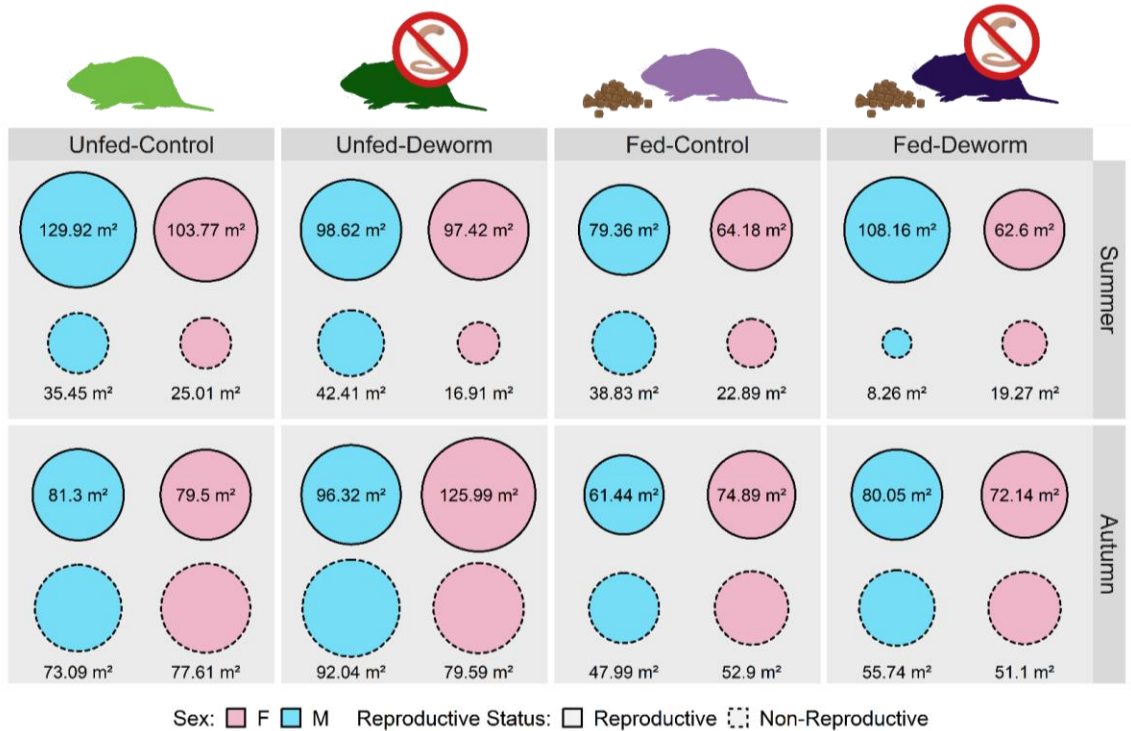 Unfed-Control Unfed-Deworm Fed-Control Fed-Deworm
129.92 m² 103.77 m² 98.62 m² 97.42 m² 79.36 m² 64.18 m² 108.16 m² 62.6 m²
Summer
35.45 m² 25.01 m² 42.41 m² 16.91 m² 38.83 m² 22.89 m² 8.26 m² 19.27 m²
81.3 m² 79.5 m² 96.32 m² 125.99 m² 61.44 m² 74.89 m² 80.05 m² 72.14 m²
Autumn
73.09 m² 77.61 m² 92.04 m² 79.59 m² 47.99 m² 52.9 m² 55.74 m² 51.1 m²
Sex: F M Reproductive Status: Reproductive Non-Reproductive